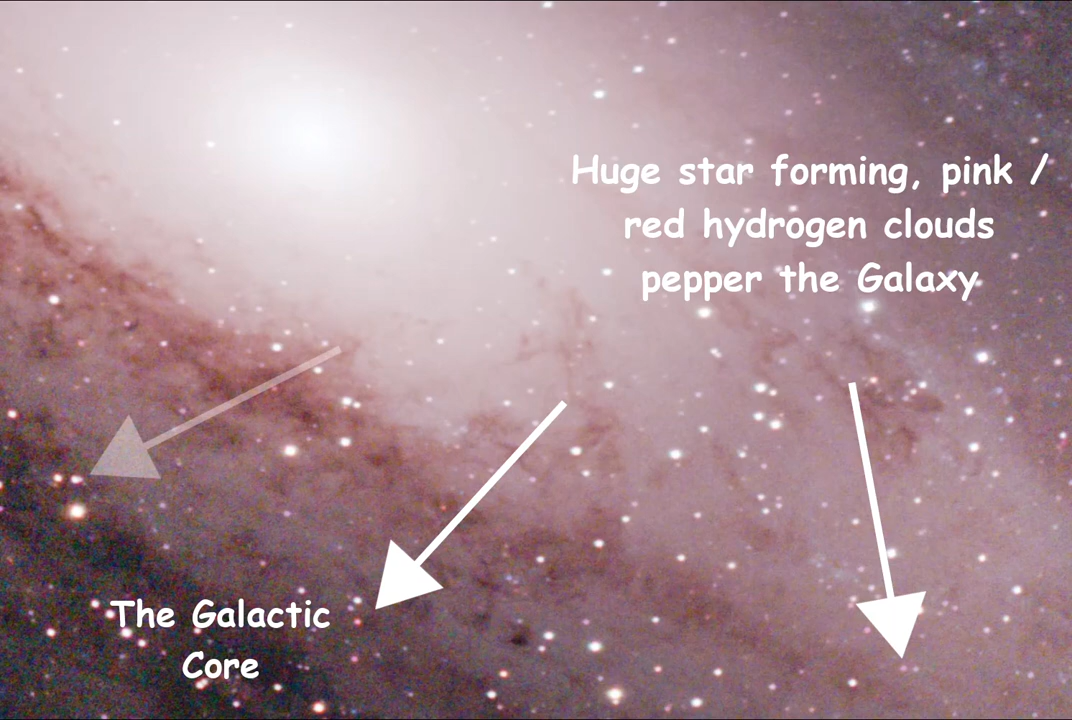 Huge star forming, pink /
red hydrogen clouds
pepper the Galaxy
The Galactic
Core